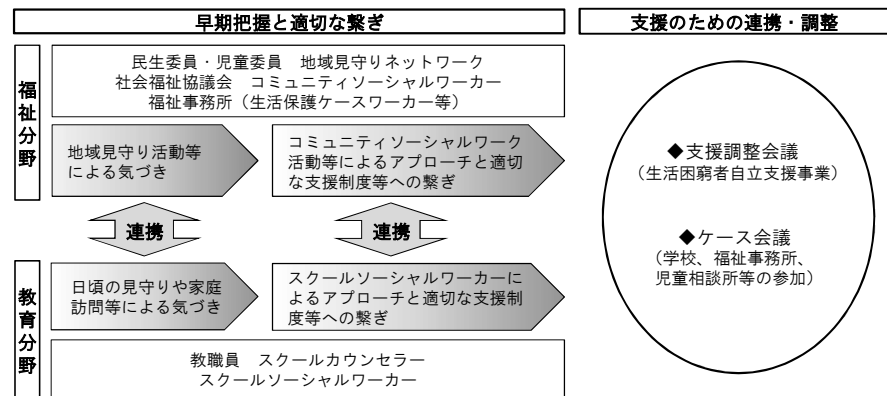 早期把握と適切な繋ぎ
支援のための連携・調整
福祉分野
民生委員・児童委員　地域見守りネットワーク
社会福祉協議会　コミュニティソーシャルワーカー
福祉事務所（生活保護ケースワーカー等）
地域見守り活動等
による気づき
コミュニティソーシャルワーク
活動等によるアプローチと適切
な支援制度等への繋ぎ
連携
連携
教育分野
日頃の見守りや家庭
訪問等による気づき
スクールソーシャルワーカーに
よるアプローチと適切な支援制
度等への繋ぎ
教職員　スクールカウンセラー
スクールソーシャルワーカー
◆支援調整会議
（生活困窮者自立支援事業）
◆ケース会議
（学校、福祉事務所、
児童相談所等の参加）